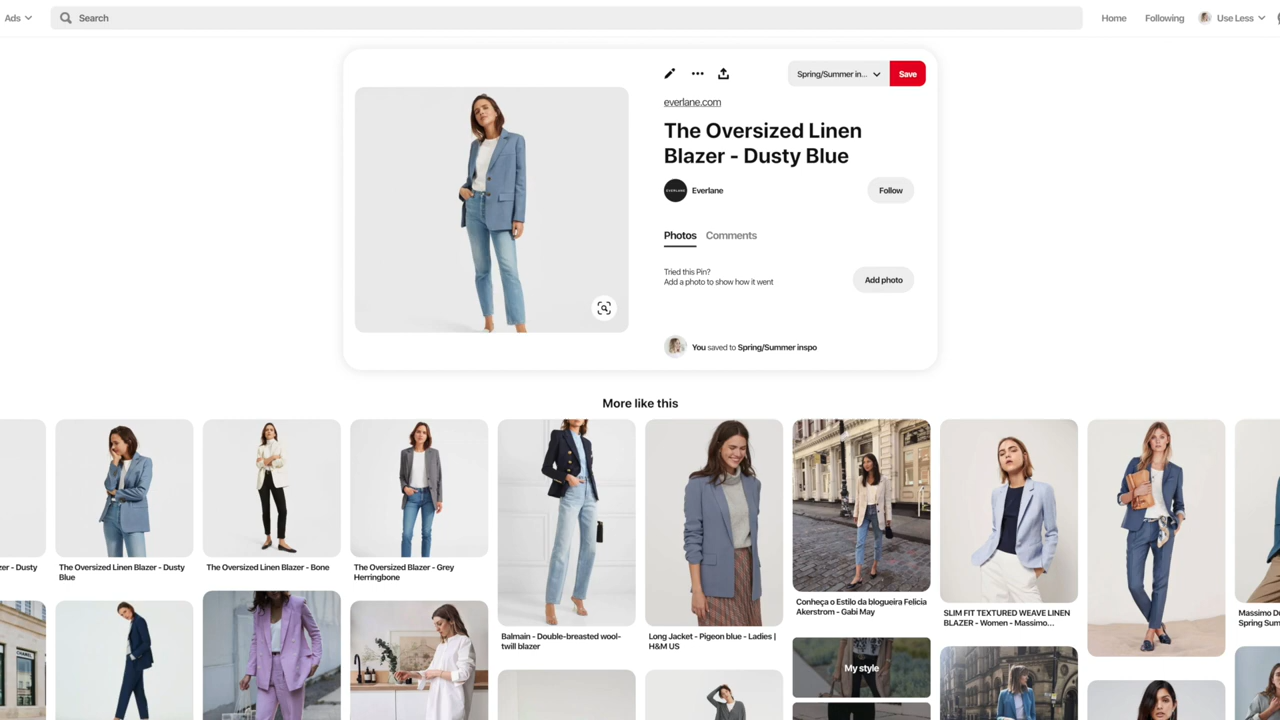 Ads
Search
Home
Following
Use Less
Spring/Summer in...
Save
everlane.com
The Oversized Linen
Blazer - Dusty Blue
EVERLANE
Everlane
Follow
Photos
Comments
Tried this Pin?
Add a photo to show how it went
Add photo
You saved to Spring/Summer inspo
More like this
zer - Dusty
The Oversized Linen Blazer - Dusty
Blue
The Oversized Linen Blazer - Bone
The Oversized Blazer - Grey
Herringbone
Balmain - Double-breasted wool-
twill blazer
Long Jacket - Pigeon blue - Ladies |
H&M US
Conheça o Estilo da blogueira Felicia
Akerstrom - Gabi May
SLIM FIT TEXTURED WEAVE LINEN
BLAZER - Women - Massimo...
Massimo Du
Spring Sum
CHANEL
My style